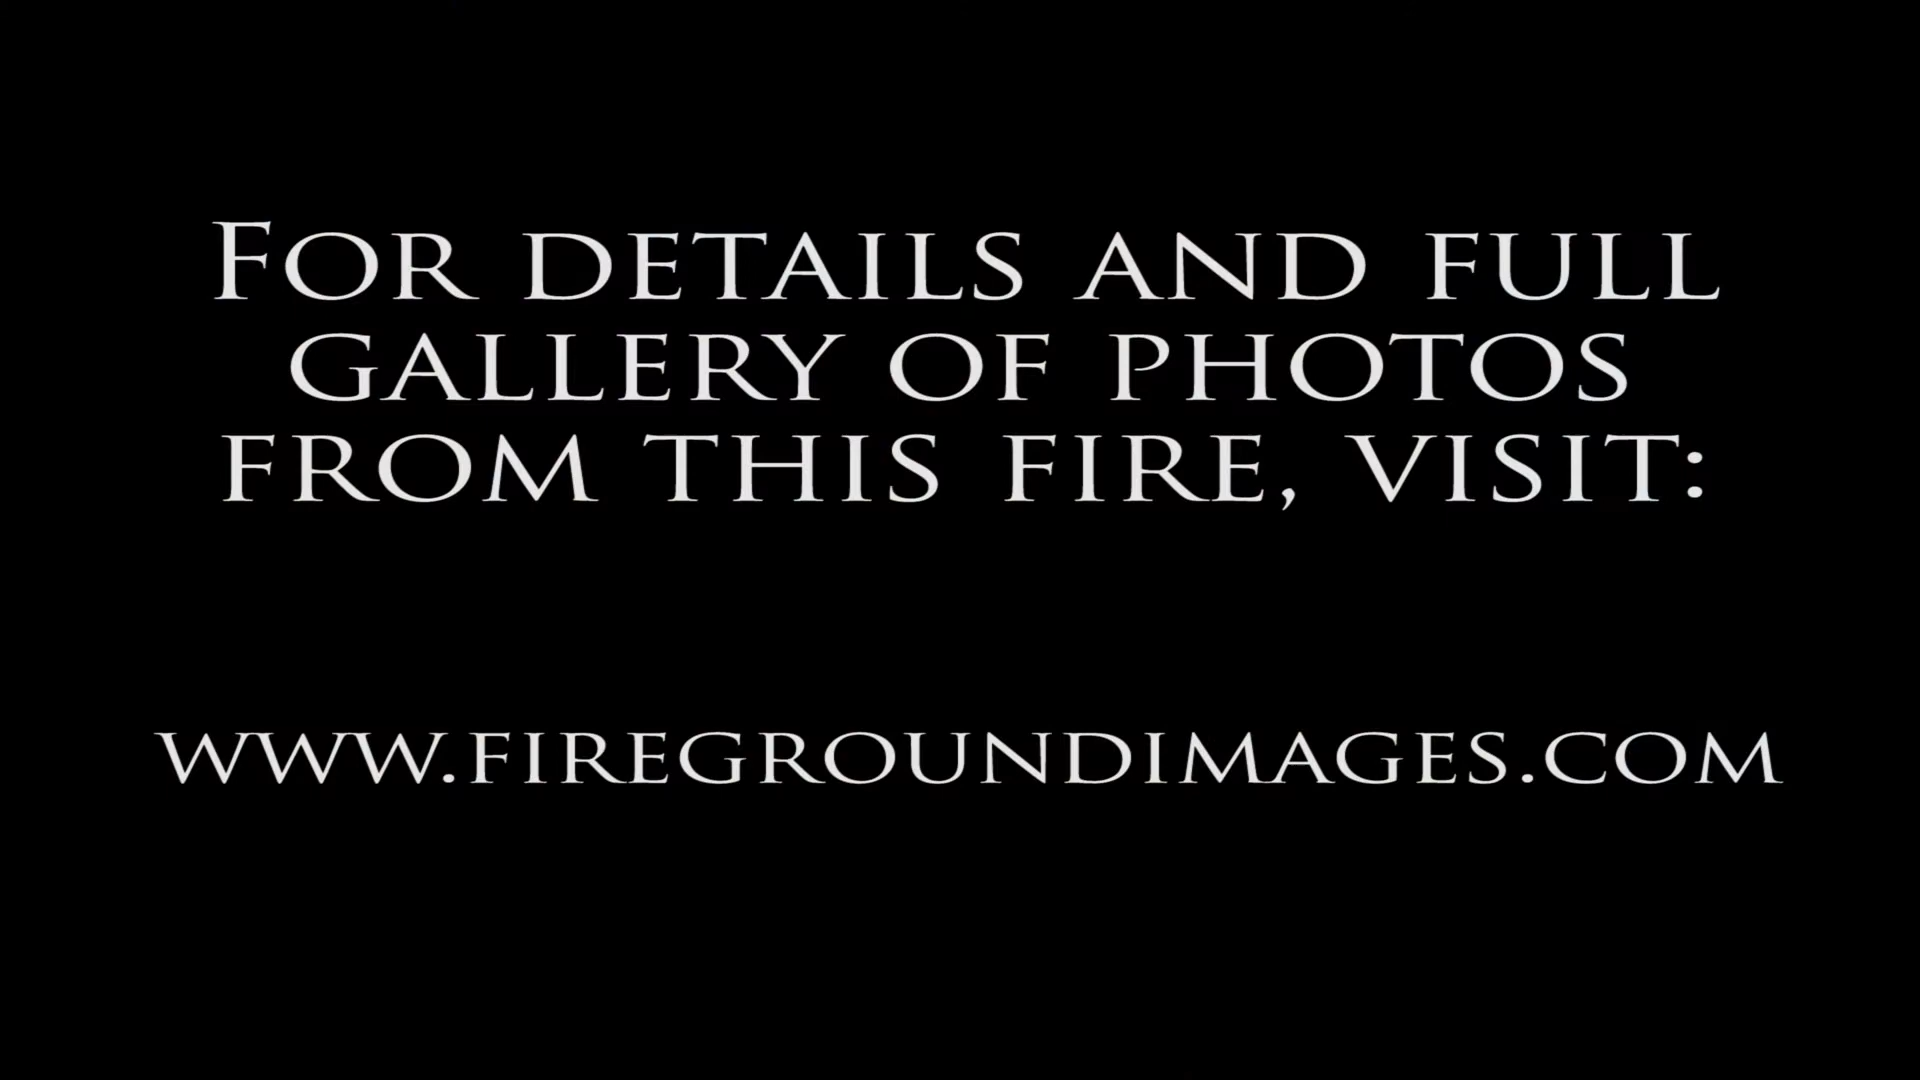 For details and full
gallery of photos
from this fire, visit:
www.firegroundimages.com